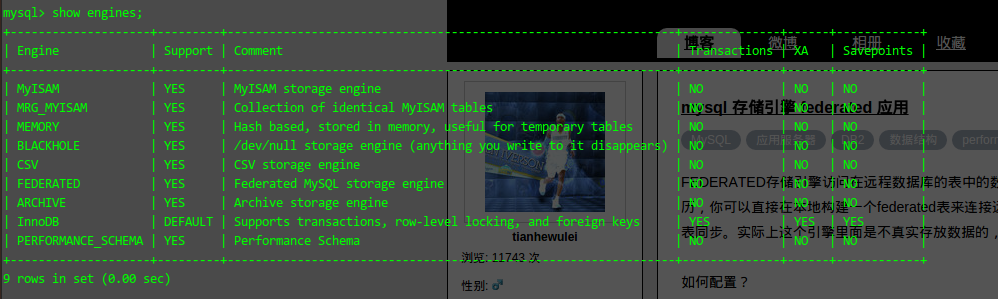 mysql> show engines;
+--------------------+---------+----------------------------------------------------------------+--------------+------+------------+
| Engine | Support | Comment | Transactions | XA | Savepoints |
+--------------------+---------+----------------------------------------------------------------+--------------+------+------------+
| MyISAM | YES | MyISAM storage engine | NO | NO | NO |
| MRG_MYISAM | YES | Collection of identical MyISAM tables | NO | NO | NO |
| MEMORY | YES | Hash based, stored in memory, useful for temporary tables | NO | NO | NO |
| BLACKHOLE | YES | /dev/null storage engine (anything you write to it disappears) | NO | NO | NO |
| CSV | YES | CSV storage engine | NO | NO | NO |
| FEDERATED | YES | Federated MySQL storage engine | NO | NO | NO |
| ARCHIVE | YES | Archive storage engine | NO | NO | NO |
| InnoDB | DEFAULT | Supports transactions, row-level locking, and foreign keys | YES | YES | YES |
| PERFORMANCE_SCHEMA | YES | Performance Schema | NO | NO | NO |
+--------------------+---------+----------------------------------------------------------------+--------------+------+------------+
9 rows in set (0.00 sec)
博客 微博 相册 收藏
tianhewulei
浏览: 11743 次
性别:
mysql 存储引擎 federated 应用
MySQL 应用服务器 DB2 数据结构 perfor
FEDERATED存储引擎访问在远程数据库的表中的数
历，你可以直接在本地构建一个federated表来连接远
表同步。实际上这个引擎里面是不真实存放数据的，
如何配置？